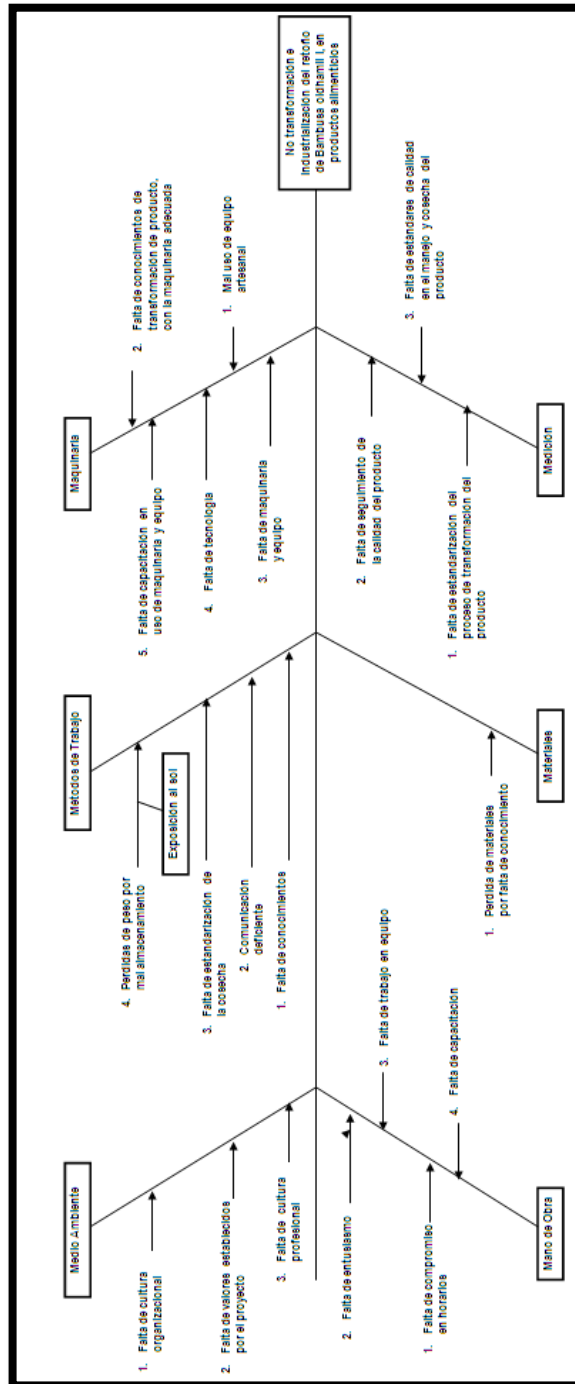 Medio Ambiente
1. Falta de cultura
organizacional
2. Falta de valores establecidos
por el proyecto
3. Falta de cultura
profesional
Métodos de Trabajo
4. Perdidas de peso por
mal almacenamiento
Exposición al sol
3. Falta de estandarización de
la cosecha
2. Comunicación
deficiente
1. Falta de conocimientos
Maquinaria
2. Falta de conocimientos de
transformación de producto,
con la maquinaria adecuada
5. Falta de capacitación en
uso de maquinaria y equipo
1. Mal uso de equipo
artesanal
4. Falta de tecnología
3. Falta de maquinaria
y equipo
No transformación e
industrialización del retoño
de Bambusa oldhamii l, en
productos alimenticios
2. Falta de entusiasmo
3. Falta de trabajo en equipo
1. Falta de compromiso
en horarios
4. Falta de capacitación
Mano de Obra
1. Perdida de materiales
por falta de conocimiento
Materiales
2. Falta de seguimiento de
la calidad del producto
3. Falta de estándares de calidad
en el manejo y cosecha del
producto
1. Falta de estandarización del
proceso de transformación del
producto
Medición